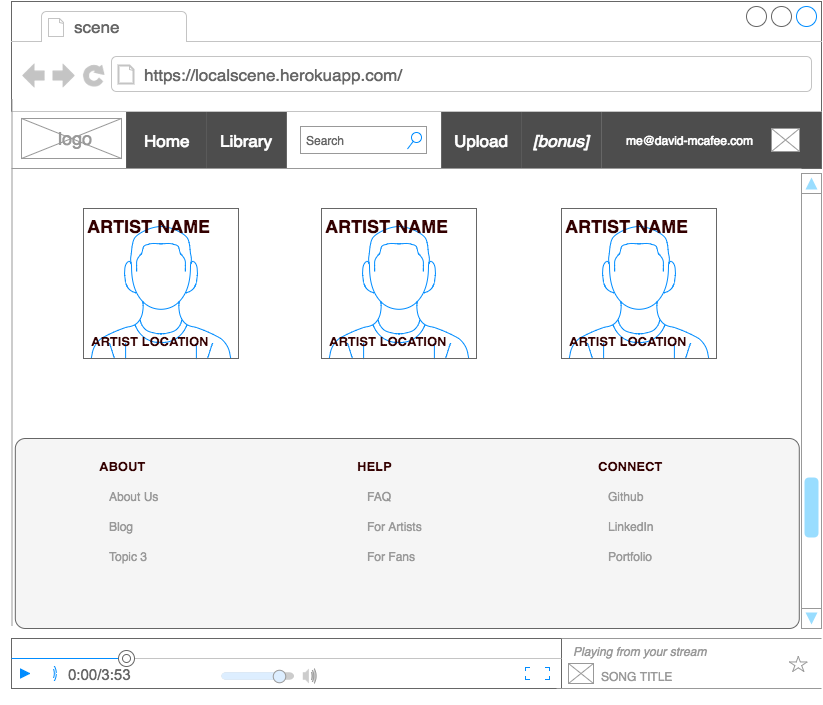 scene
https://localscene.herokuapp.com/
logo Home Library Search Upload [bonus] me@david-mcafee.com
ARTIST NAME ARTIST NAME ARTIST NAME
ARTIST LOCATION ARTIST LOCATION ARTIST LOCATION
ABOUT HELP CONNECT
About Us FAQ Github
Blog For Artists LinkedIn
Topic 3 For Fans Portfolio
Playing from your stream
0:00/3:53 SONG TITLE